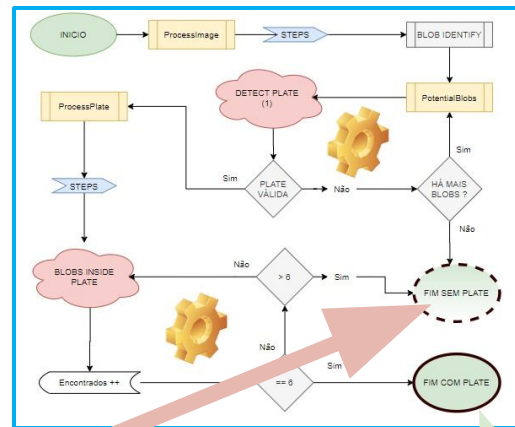 INICIO
ProcessImage
STEPS
BLOB IDENTIFY
DETECT PLATE
(1)
PotentialBlobs
ProcessPlate
Sim
Sim
PLATE
VÁLIDA
Não
HÁ MAIS
BLOBS ?
STEPS
Não
Não
BLOBS INSIDE
PLATE
> 6
Sim
FIM SEM PLATE
Não
Sim
Encontrados ++
== 6
FIM COM PLATE